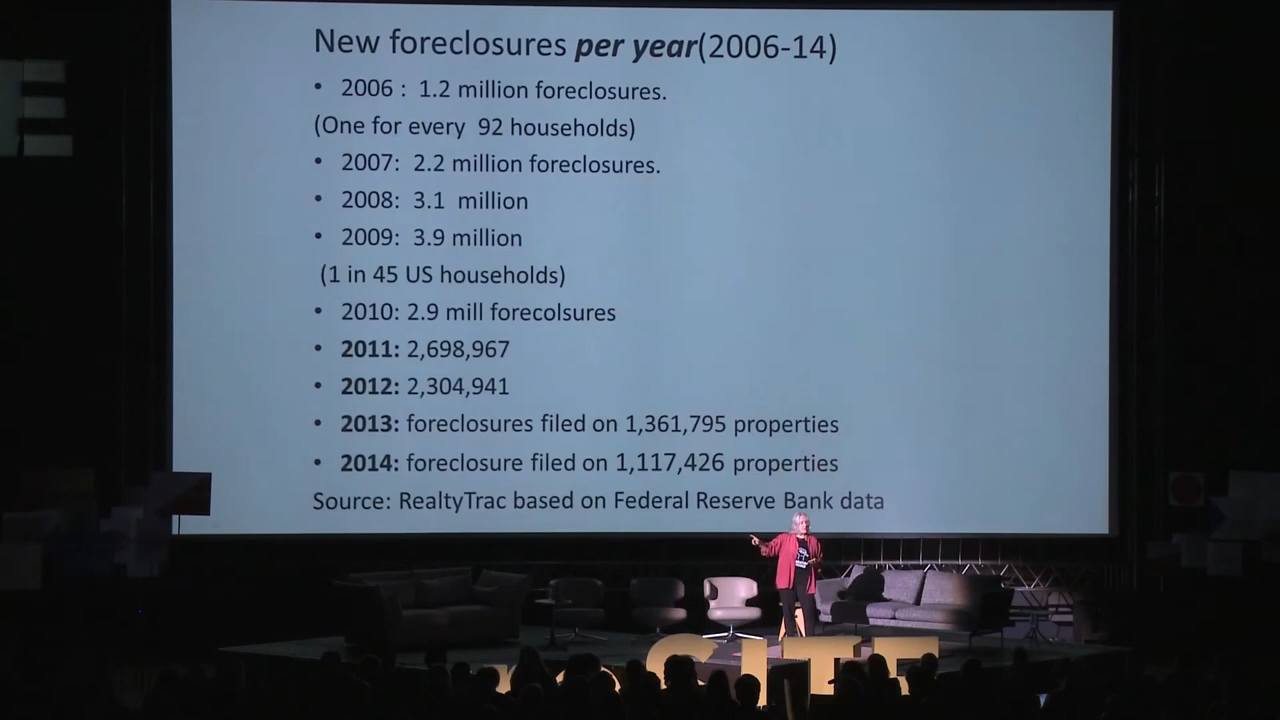 New foreclosures per year(2006-14)
• 2006 : 1.2 million foreclosures.
(One for every 92 households)
• 2007: 2.2 million foreclosures.
• 2008: 3.1 million
• 2009: 3.9 million
(1 in 45 US households)
• 2010: 2.9 mill forecolsures
• 2011: 2,698,967
• 2012: 2,304,941
• 2013: foreclosures filed on 1,361,795 properties
• 2014: foreclosure filed on 1,117,426 properties
Source: RealtyTrac based on Federal Reserve Bank data